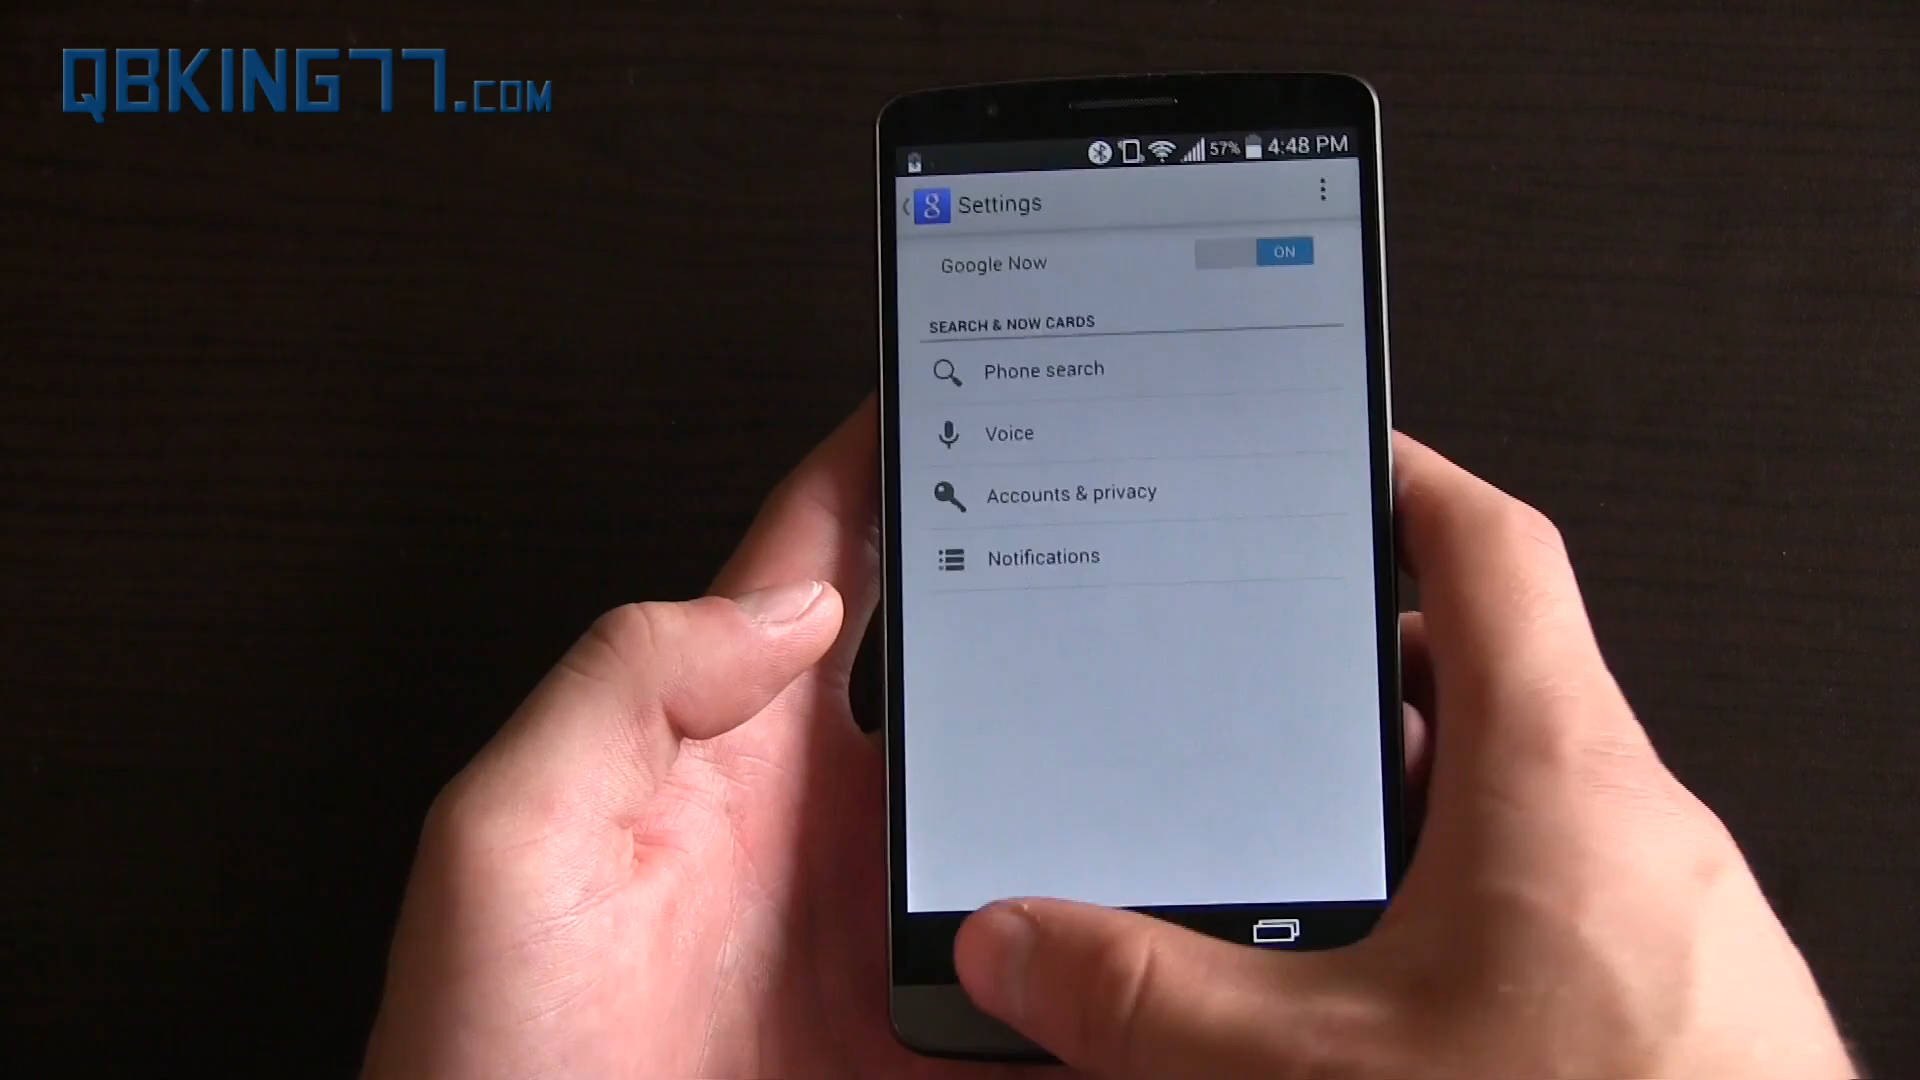 QBKING77.COM
57% 4:48 PM
8 Settings
Google Now ON
SEARCH & NOW CARDS
Phone search
Voice
Accounts & privacy
Notifications